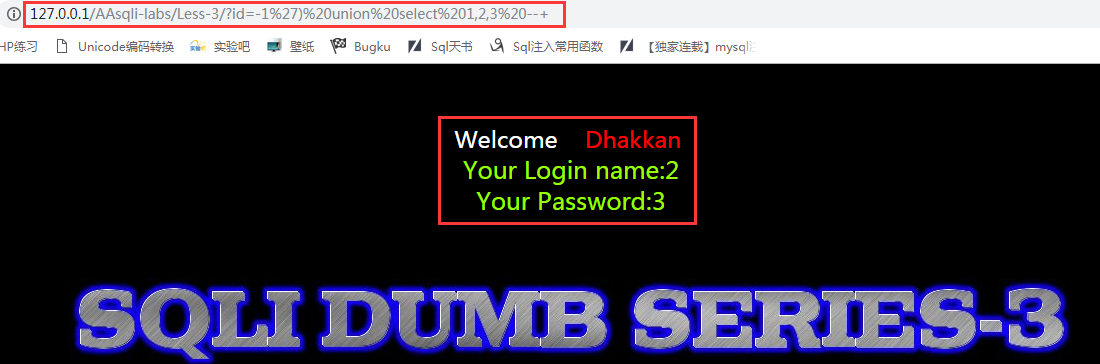 127.0.0.1/AAsqli-labs/Less-3/?id=-1%27)%20union%20select%201,2,3%20--+
HP练习 Unicode编码转换 实验吧 壁纸 Bugku Sql天书 Sql注入常用函数 【独家连载】mysql
Welcome Dhakkan
Your Login name:2
Your Password:3
SQLI DUMB SERIES-3